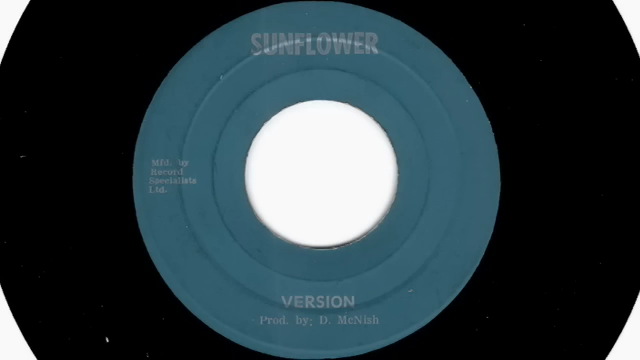 SUNFLOWER
Mfd. by
Record
Specialists
Ltd.
VERSION
Prod. by: D. McNish